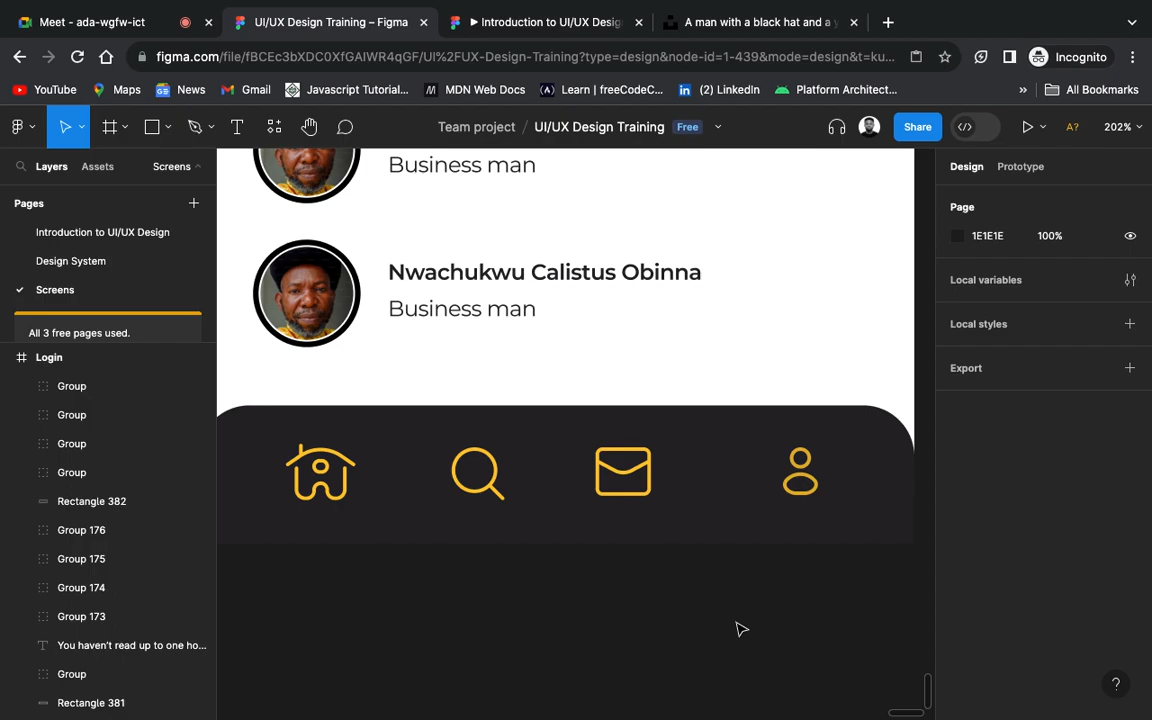 Meet - ada-wgfw-ict
UI/UX Design Training – Figma
Introduction to UI/UX Desig
A man with a black hat and a y
figma.com/file/fBCEc3bXDC0XfGAlWR4qGF/UI%2FUX-Design-Training?type=design&node-id=1-439&mode=design&t=ku...
Incognito
YouTube
Maps
News
Gmail
Javascript Tutorial...
MDN Web Docs
Learn | freeCodeC...
(2) LinkedIn
Platform Architect...
»
All Bookmarks
Team project / UI/UX Design Training Free
Share
A?
202%
Layers
Assets
Screens
Design
Prototype
Pages
Introduction to UI/UX Design
Design System
Screens
All 3 free pages used.
Login
Group
Group
Group
Group
Rectangle 382
Group 176
Group 175
Group 174
Group 173
You haven't read up to one ho...
Group
Rectangle 381
Business man
Nwachukwu Calistus Obinna
Business man
Page
1E1E1E 100%
Local variables
Local styles
Export
?